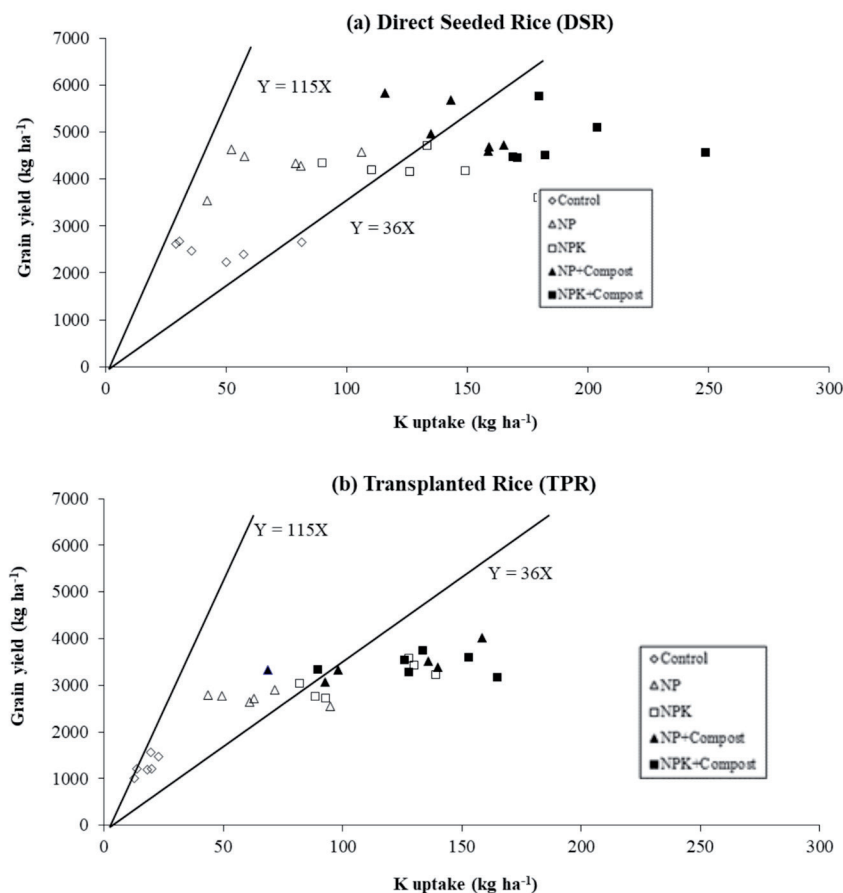 (a) Direct Seeded Rice (DSR)
7000
6000
5000
4000
3000
2000
1000
0
Grain yield (kg ha⁻¹)
Y = 115X
Y = 36X
Control
NP
NPK
NP+Compost
NPK+Compost
0 50 100 150 200 250 300
K uptake (kg ha⁻¹)
(b) Transplanted Rice (TPR)
7000
6000
5000
4000
3000
2000
1000
0
Grain yield (kg ha⁻¹)
Y = 115X
Y = 36X
Control
NP
NPK
NP+Compost
NPK+Compost
0 50 100 150 200 250 300
K uptake (kg ha⁻¹)